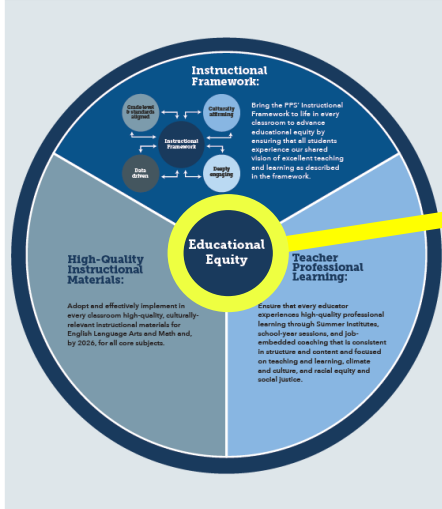 Instructional
Framework:
Grade level
& standards
aligned
Culturally
affirming
Instructional
Framework
Data
driven
Deeply
engaging
Bring the PPS' Instructional
Framework to life in every
classroom to advance
educational equity by
ensuring that all students
experience our shared
vision of excellent teaching
and learning as described
in the framework.
Educational
Equity
High-Quality
Instructional
Materials:
Adopt and effectively implement in
every classroom high-quality, culturally-
relevant instructional materials for
English Language Arts and Math and,
by 2026, for all core subjects.
Teacher
Professional
Learning:
Ensure that every educator
experiences high-quality professional
learning through Summer Institutes,
school-year sessions, and job-
embedded coaching that is consistent
in structure and content and focused
on teaching and learning, climate
and culture, and racial equity and
social justice.